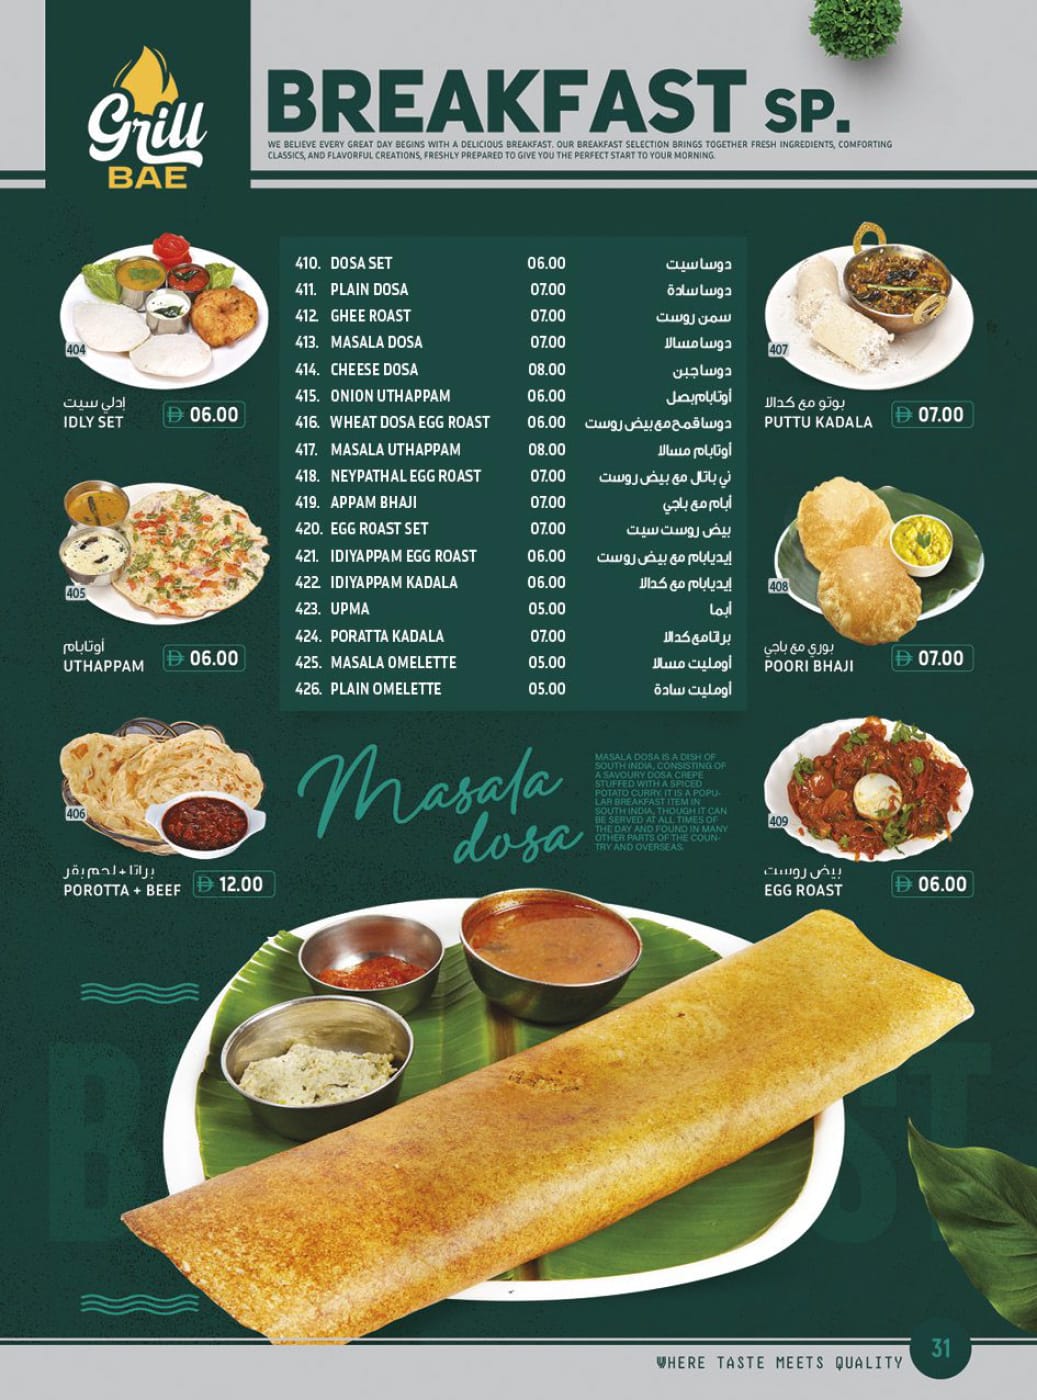 Grill
BAE
BREAKFAST SP.
WE BELIEVE EVERY GREAT DAY BEGINS WITH A DELICIOUS BREAKFAST. OUR BREAKFAST SELECTION BRINGS TOGETHER FRESH INGREDIENTS, COMFORTING
CLASSICS, AND FLAVORFUL CREATIONS, FRESHLY PREPARED TO GIVE YOU THE PERFECT START TO YOUR MORNING.
404
إدلي سيت
IDLY SET 06.00
405
أوتابام
UTHAPPAM 06.00
406
براتا + لحم بقر
POROTTA + BEEF 12.00
410. DOSA SET 06.00 دوسا سيت
411. PLAIN DOSA 07.00 دوسا سادة
412. GHEE ROAST 07.00 سمن روست
413. MASALA DOSA 07.00 دوسا مسالا
414. CHEESE DOSA 08.00 دوسا جبن
415. ONION UTHAPPAM 06.00 أوتابام بصل
416. WHEAT DOSA EGG ROAST 06.00 دوسا قمح مع بيض روست
417. MASALA UTHAPPAM 08.00 أوتابام مسالا
418. NEYPATHAL EGG ROAST 07.00 ني باتال مع بيض روست
419. APPAM BHAJI 07.00 أبام مع باجي
420. EGG ROAST SET 07.00 بيض روست سيت
421. IDIYAPPAM EGG ROAST 06.00 إيديابام مع بيض روست
422. IDIYAPPAM KADALA 06.00 إيديابام مع كدالا
423. UPMA 05.00 أبما
424. PORATTA KADALA 07.00 براتا مع كدالا
425. MASALA OMELETTE 05.00 أومليت مسالا
426. PLAIN OMELETTE 05.00 أومليت سادة
407
بوتو مع كدالا
PUTTU KADALA 07.00
408
بوري مع باجي
POORI BHAJI 07.00
409
بيض روست
EGG ROAST 06.00
Masala
dosa
MASALA DOSA IS A DISH OF
SOUTH INDIA, CONSISTING OF
A SAVOURY DOSA CREPE
STUFFED WITH A SPICED
POTATO CURRY. IT IS A POPU-
LAR BREAKFAST ITEM IN
SOUTH INDIA, THOUGH IT CAN
BE SERVED AT ALL TIMES OF
THE DAY AND FOUND IN MANY
OTHER PARTS OF THE COUN-
TRY AND OVERSEAS.
WHERE TASTE MEETS QUALITY
31